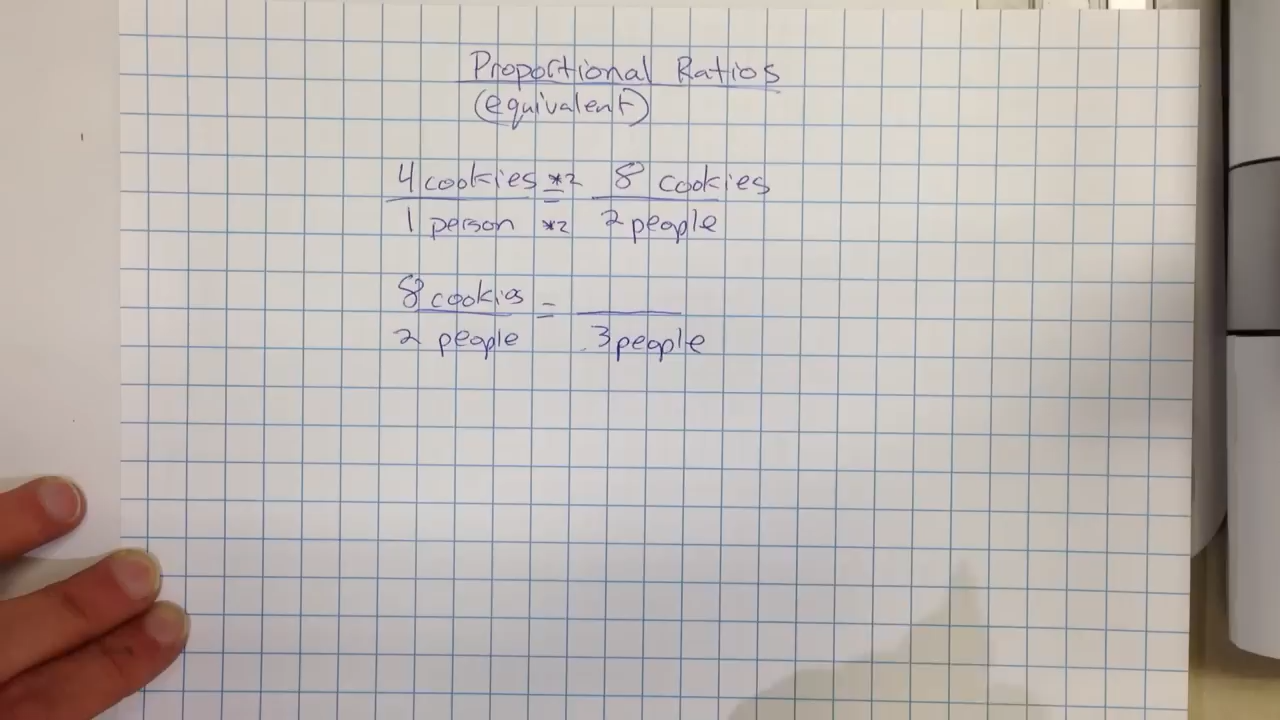 Proportional Ratios
(equivalent)
4 cookies *2 = 8 cookies
1 person *2 2 people
8 cookies =
2 people 3 people